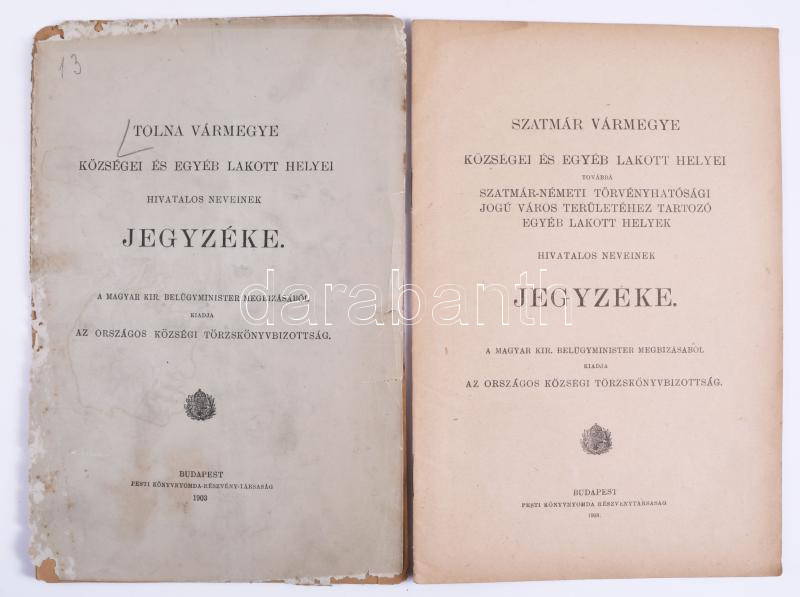 13
TOLNA VÁRMEGYE
KÖZSÉGEI ÉS EGYÉB LAKOTT HELYEI
HIVATALOS NEVEINEK
JEGYZÉKE.
A MAGYAR KIR. BELÜGYMINISTER MEGBIZÁSÁBÓL
KIADJA
AZ ORSZÁGOS KÖZSÉGI TÖRZSKÖNYVBIZOTTSÁG.
BUDAPEST
PESTI KÖNYVNYOMDA-RÉSZVÉNY-TÁRSASÁG
1903
SZATMÁR VÁRMEGYE
KÖZSÉGEI ÉS EGYÉB LAKOTT HELYEI
TOVÁBBÁ
SZATMÁR-NÉMETI TÖRVÉNYHATÓSÁGI
JOGÚ VÁROS TERÜLETÉHEZ TARTOZÓ
EGYÉB LAKOTT HELYEK
HIVATALOS NEVEINEK
JEGYZÉKE.
A MAGYAR KIR. BELÜGYMINISTER MEGBIZÁSÁBÓL
KIADJA
AZ ORSZÁGOS KÖZSÉGI TÖRZSKÖNYVBIZOTTSÁG.
BUDAPEST
PESTI KÖNYVNYOMDA RÉSZVÉNYTÁRSASÁG
darabanth